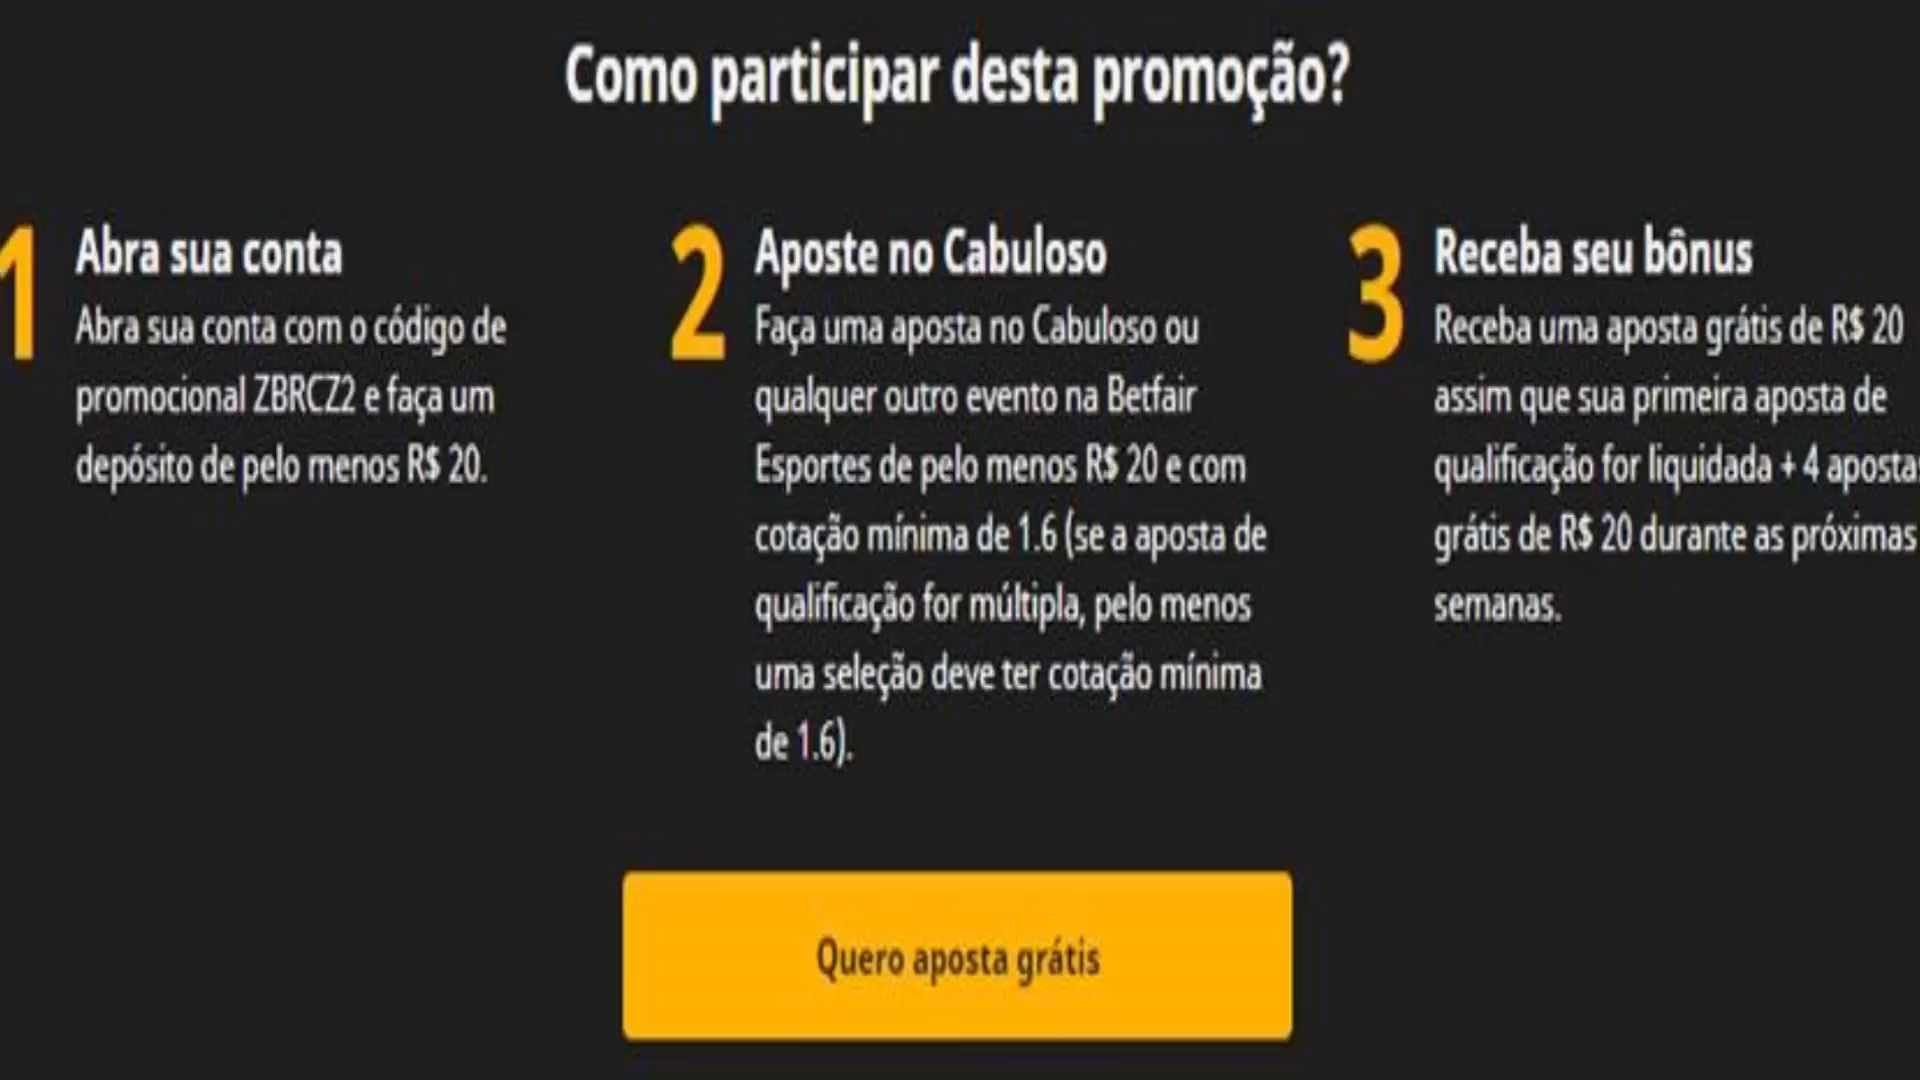 Como participar desta promoção?
1
Abra sua conta
Abra sua conta com o código de
promocional ZBRCZ2 e faça um
depósito de pelo menos R$ 20.
2
Aposte no Cabuloso
Faça uma aposta no Cabuloso ou
qualquer outro evento na Betfair
Esportes de pelo menos R$ 20 e com
cotação mínima de 1.6 (se a aposta de
qualificação for múltipla, pelo menos
uma seleção deve ter cotação mínima
de 1.6).
3
Receba seu bônus
Receba uma aposta grátis de R$ 20
assim que sua primeira aposta de
qualificação for liquidada + 4 apostas
grátis de R$ 20 durante as próximas
semanas.
Quero aposta grátis